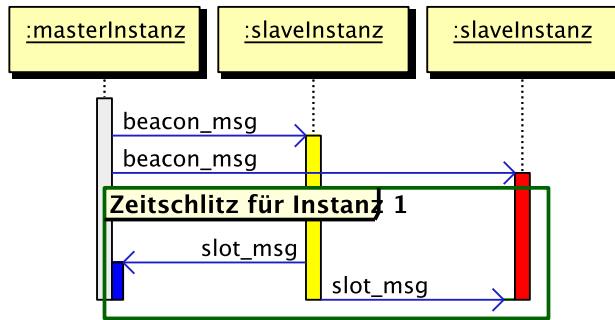 :masterInstanz
:slaveInstanz
:slaveInstanz
beacon_msg
beacon_msg
Zeitschlitz für Instanz 1
slot_msg
slot_msg